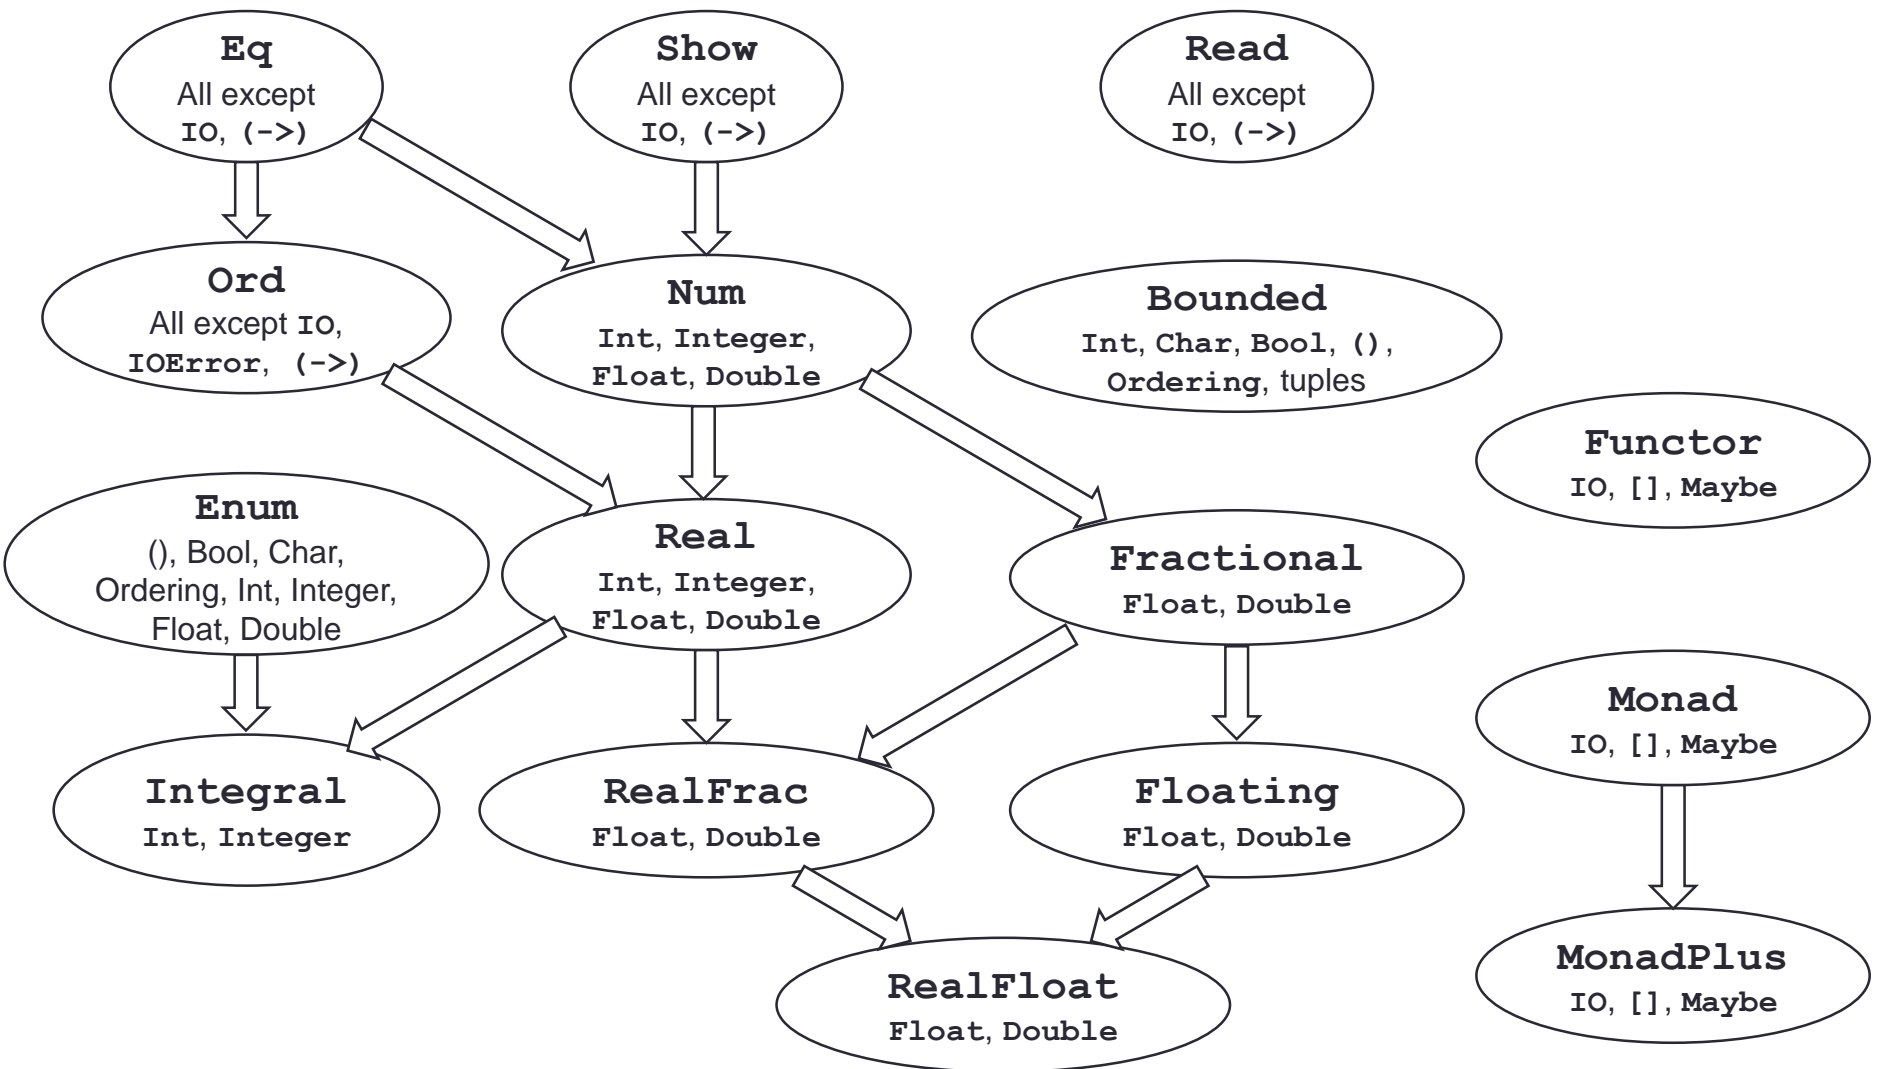 Eq
All except
IO, (->)
Show
All except
IO, (->)
Read
All except
IO, (->)
Ord
All except IO,
IOError, (->)
Num
Int, Integer,
Float, Double
Bounded
Int, Char, Bool, (),
Ordering, tuples
Functor
IO, [], Maybe
Enum
(), Bool, Char,
Ordering, Int, Integer,
Float, Double
Real
Int, Integer,
Float, Double
Fractional
Float, Double
Monad
IO, [], Maybe
Integral
Int, Integer
RealFrac
Float, Double
Floating
Float, Double
MonadPlus
IO, [], Maybe
RealFloat
Float, Double